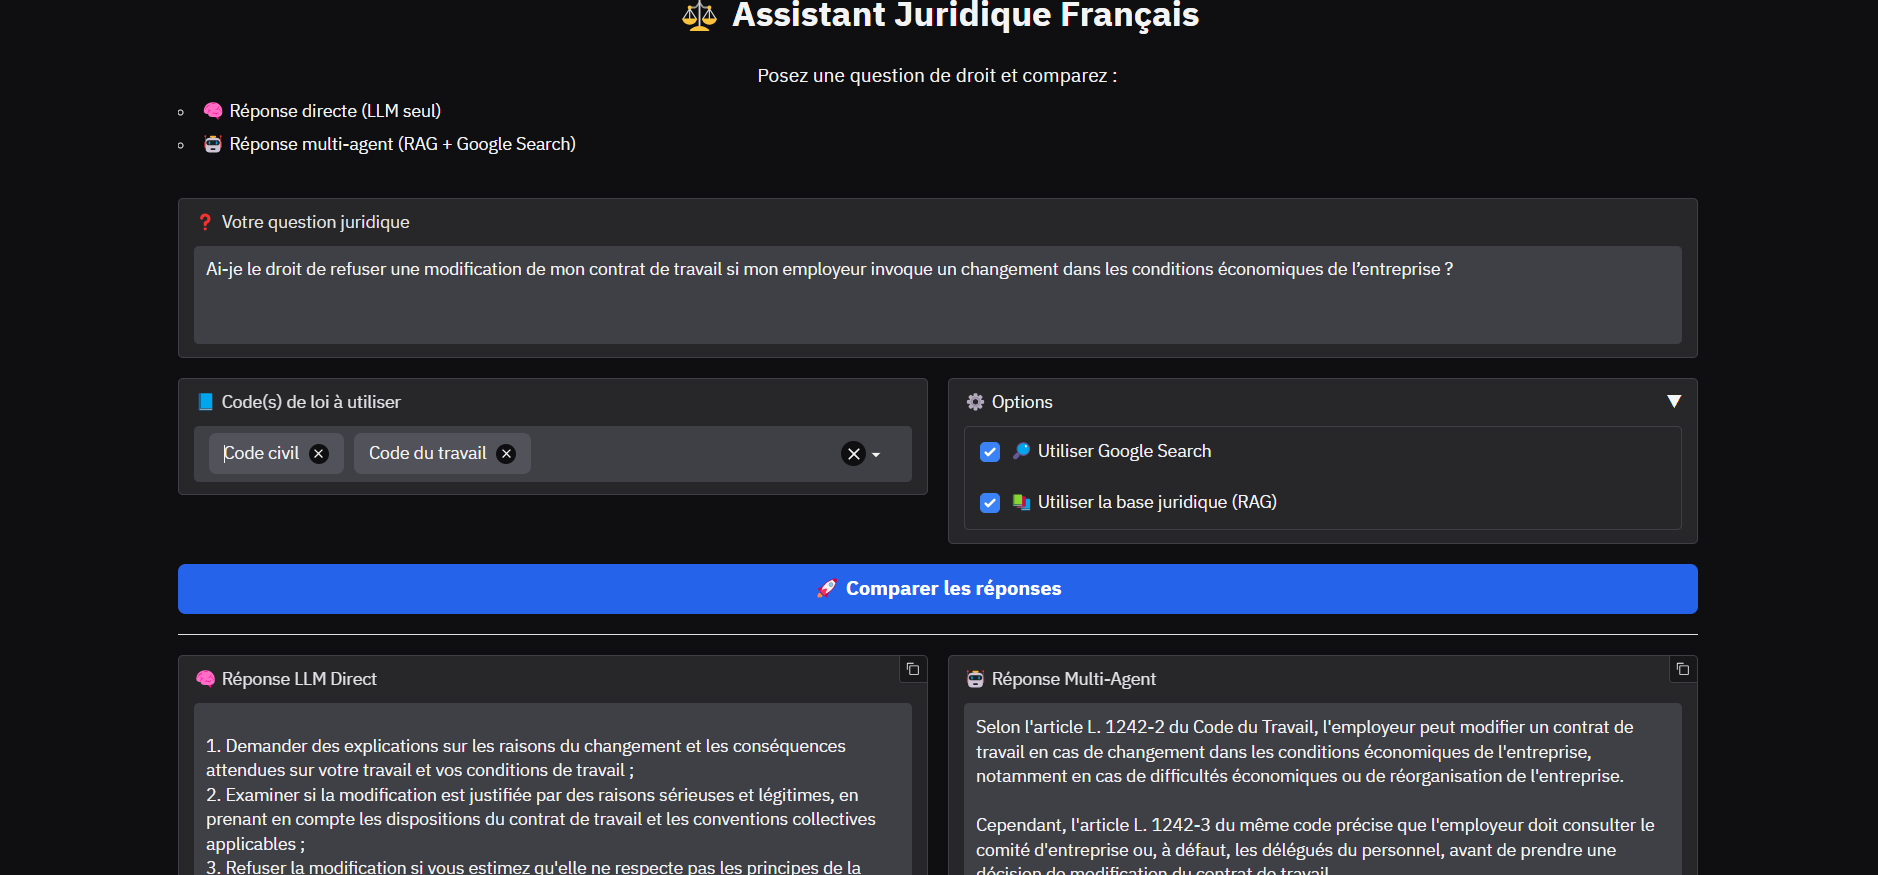 Assistant Juridique Français
Posez une question de droit et comparez :
Réponse directe (LLM seul)
Réponse multi-agent (RAG + Google Search)
Votre question juridique
Ai-je le droit de refuser une modification de mon contrat de travail si mon employeur invoque un changement dans les conditions économiques de l’entreprise ?
Code(s) de loi à utiliser
Code civil
Code du travail
Options
Utiliser Google Search
Utiliser la base juridique (RAG)
Comparer les réponses
Réponse LLM Direct
1. Demander des explications sur les raisons du changement et les conséquences
attendues sur votre travail et vos conditions de travail ;
2. Examiner si la modification est justifiée par des raisons sérieuses et légitimes, en
prenant en compte les dispositions du contrat de travail et les conventions collectives
applicables ;
3. Refuser la modification si vous estimez qu'elle ne respecte pas les principes de la
Réponse Multi-Agent
Selon l'article L. 1242-2 du Code du Travail, l'employeur peut modifier un contrat de
travail en cas de changement dans les conditions économiques de l'entreprise,
notamment en cas de difficultés économiques ou de réorganisation de l'entreprise.
Cependant, l'article L. 1242-3 du même code précise que l'employeur doit consulter le
comité d'entreprise ou, à défaut, les délégués du personnel, avant de prendre une
décision de modification du contrat de travail.